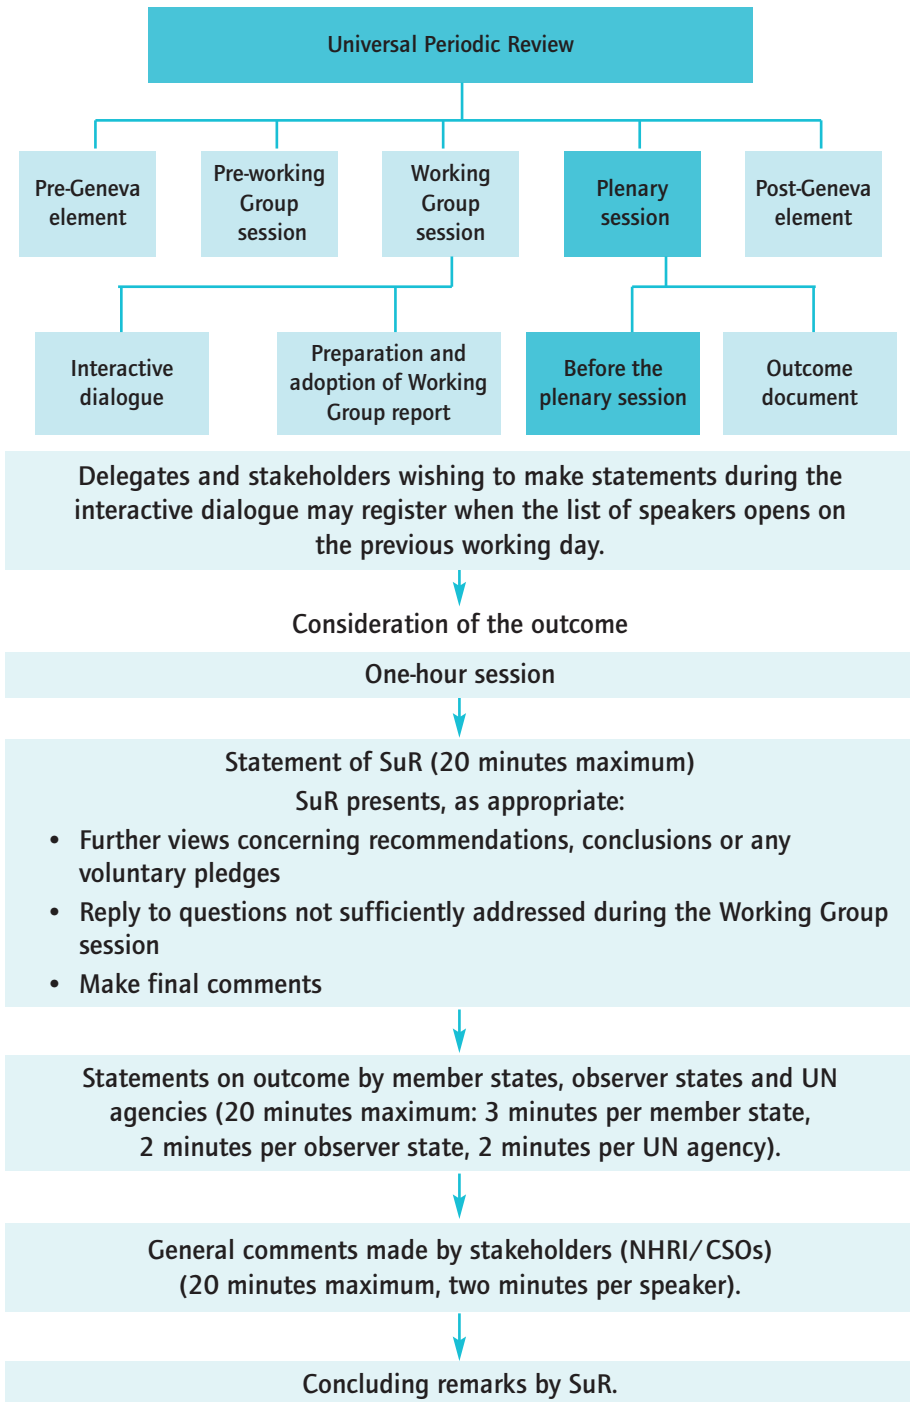 Universal Periodic Review
Pre-Geneva
element
Pre-working
Group
session
Working
Group
session
Plenary
session
Post-Geneva
element
Interactive
dialogue
Preparation and
adoption of Working
Group report
Before the
plenary session
Outcome
document
Delegates and stakeholders wishing to make statements during the
interactive dialogue may register when the list of speakers opens on
the previous working day.
Consideration of the outcome
One-hour session
Statement of SuR (20 minutes maximum)
SuR presents, as appropriate:
• Further views concerning recommendations, conclusions or any
voluntary pledges
• Reply to questions not sufficiently addressed during the Working Group
session
• Make final comments
Statements on outcome by member states, observer states and UN
agencies (20 minutes maximum: 3 minutes per member state,
2 minutes per observer state, 2 minutes per UN agency).
General comments made by stakeholders (NHRI/CSOs)
(20 minutes maximum, two minutes per speaker).
Concluding remarks by SuR.